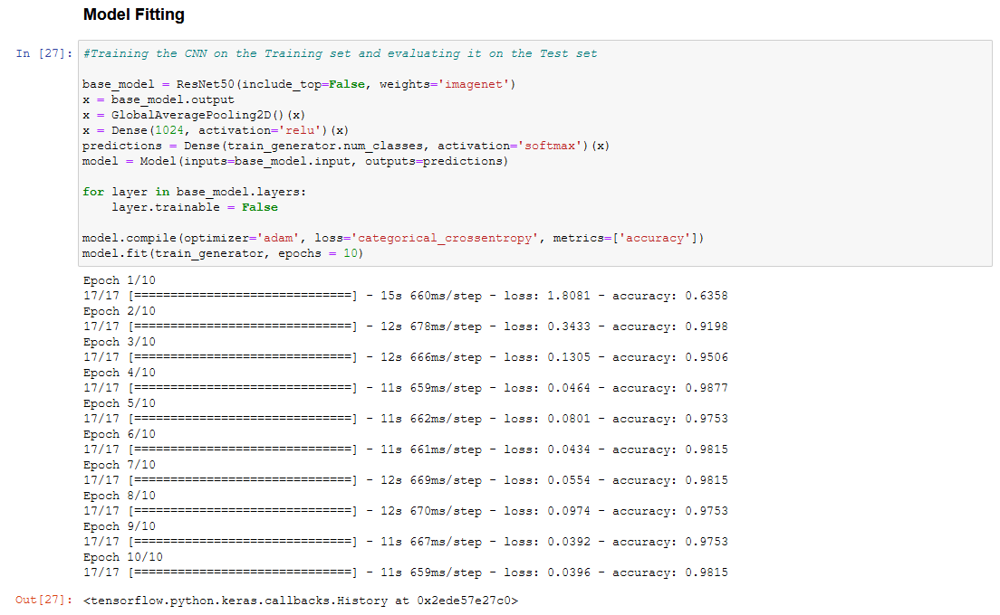 Model Fitting
In [27]: #Training the CNN on the Training set and evaluating it on the Test set
base_model = ResNet50(include_top=False, weights='imagenet')
x = base_model.output
x = GlobalAveragePooling2D()(x)
x = Dense(1024, activation='relu')(x)
predictions = Dense(train_generator.num_classes, activation='softmax')(x)
model = Model(inputs=base_model.input, outputs=predictions)
for layer in base_model.layers:
    layer.trainable = False
model.compile(optimizer='adam', loss='categorical_crossentropy', metrics=['accuracy'])
model.fit(train_generator, epochs = 10)
Epoch 1/10
17/17 [==============================] - 15s 660ms/step - loss: 1.8081 - accuracy: 0.6358
Epoch 2/10
17/17 [==============================] - 12s 678ms/step - loss: 0.3433 - accuracy: 0.9198
Epoch 3/10
17/17 [==============================] - 12s 666ms/step - loss: 0.1305 - accuracy: 0.9506
Epoch 4/10
17/17 [==============================] - 11s 659ms/step - loss: 0.0464 - accuracy: 0.9877
Epoch 5/10
17/17 [==============================] - 11s 662ms/step - loss: 0.0801 - accuracy: 0.9753
Epoch 6/10
17/17 [==============================] - 11s 661ms/step - loss: 0.0434 - accuracy: 0.9815
Epoch 7/10
17/17 [==============================] - 12s 669ms/step - loss: 0.0554 - accuracy: 0.9815
Epoch 8/10
17/17 [==============================] - 12s 670ms/step - loss: 0.0974 - accuracy: 0.9753
Epoch 9/10
17/17 [==============================] - 11s 667ms/step - loss: 0.0392 - accuracy: 0.9753
Epoch 10/10
17/17 [==============================] - 11s 659ms/step - loss: 0.0396 - accuracy: 0.9815
Out[27]: <tensorflow.python.keras.callbacks.History at 0x2ede57e27c0>